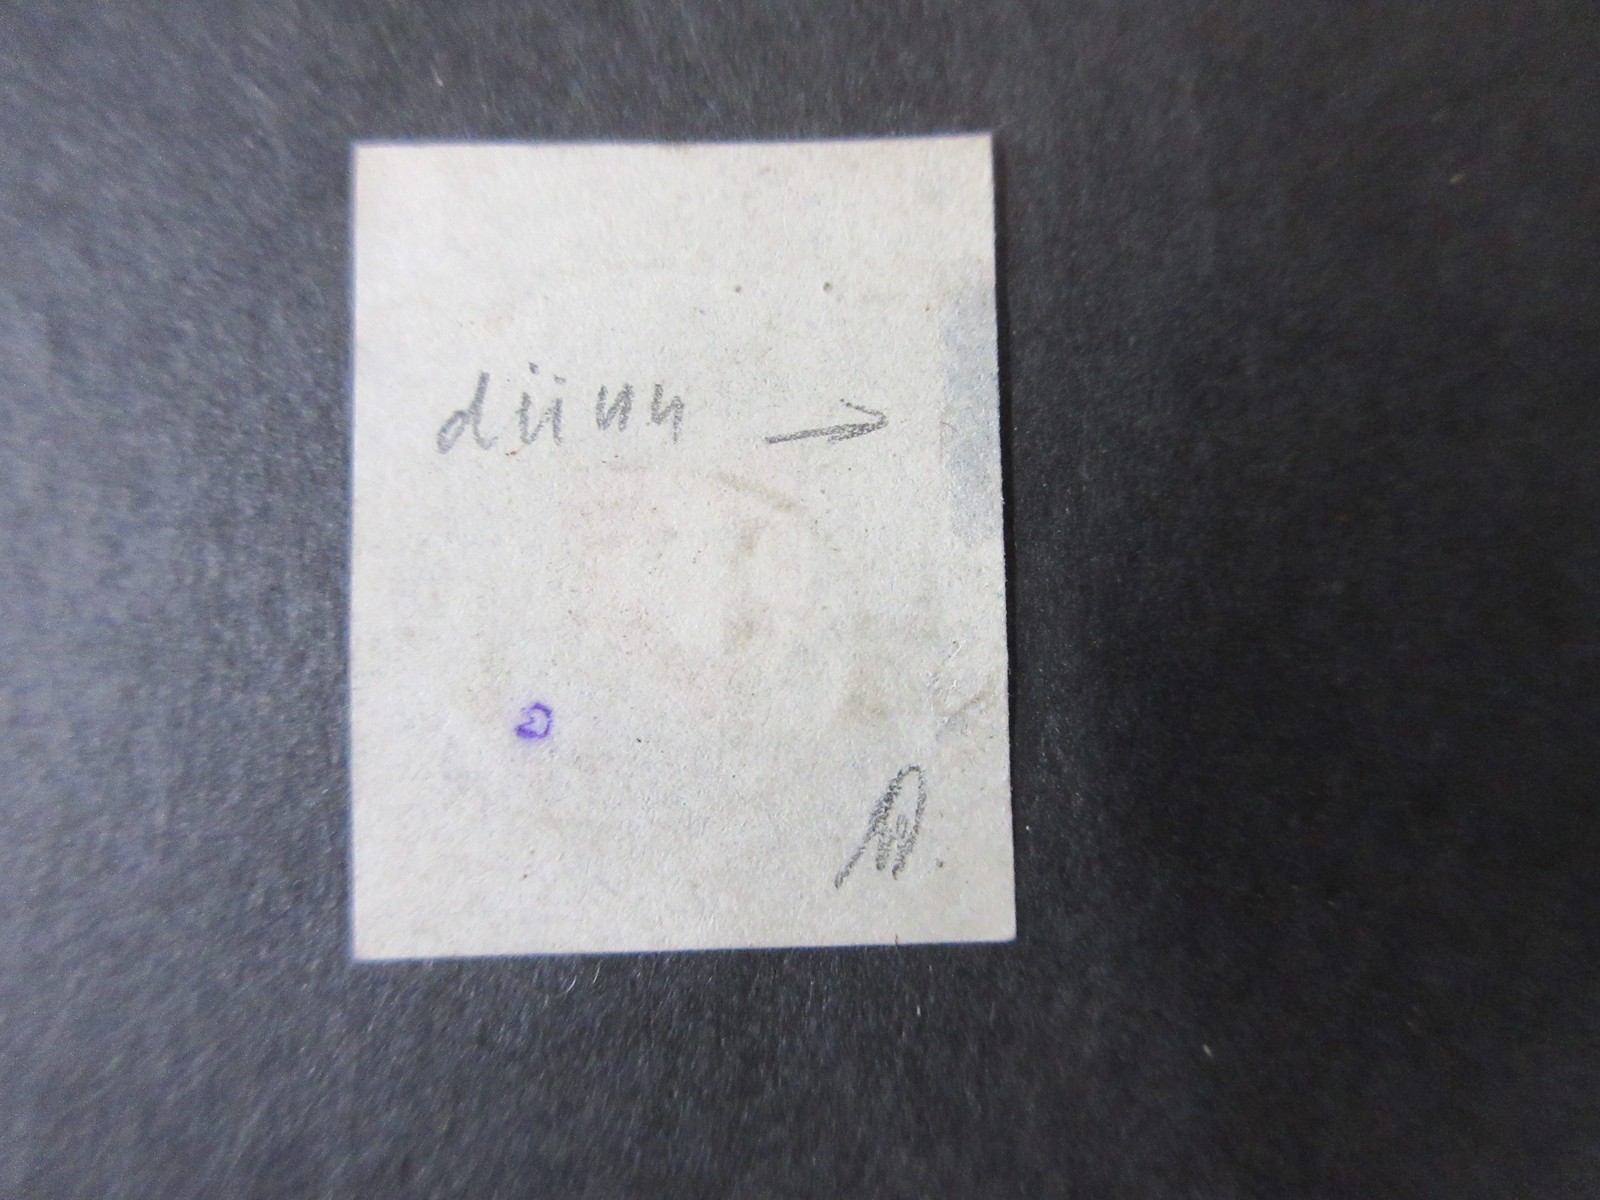 dünn →